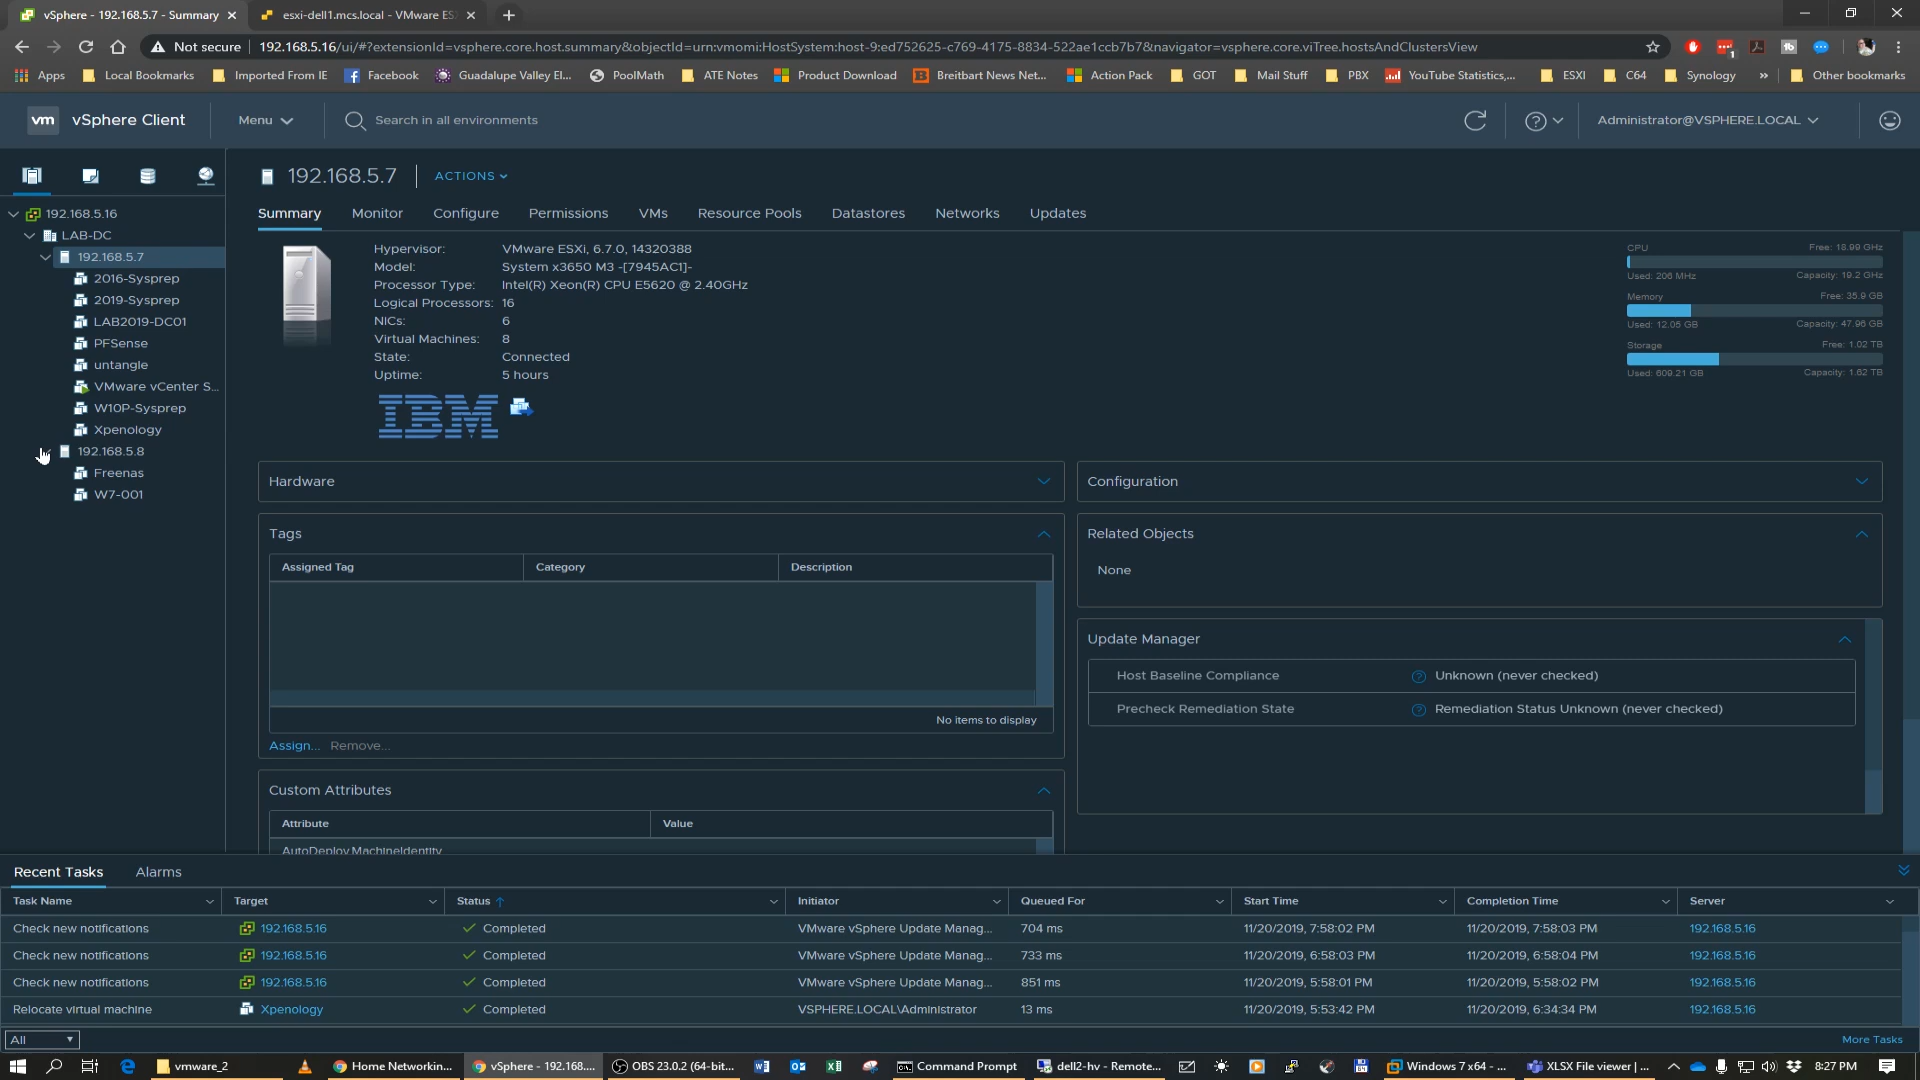 vSphere - 192.168.5.7 - Summary
esxi-dell1.mcs.local - VMware ES
Not secure
192.168.5.16/ui/#?extensionId=vsphere.core.host.summary&objectId=urn:vmomi:HostSystem:host-9:ed752625-c769-4175-8834-522ae1ccb7b7&navigator=vsphere.core.viTree.hostsAndClustersView
Apps Local Bookmarks Imported From IE Facebook Guadalupe Valley El... PoolMath ATE Notes Product Download Breitbart News Net... Action Pack GOT Mail Stuff PBX YouTube Statistics,... ESXI C64 Synology » Other bookmarks
vm vSphere Client Menu Search in all environments Administrator@VSPHERE.LOCAL
192.168.5.16
LAB-DC
192.168.5.7
2016-Sysprep
2019-Sysprep
LAB2019-DC01
PFSense
untangle
VMware vCenter S...
W10P-Sysprep
Xpenology
192.168.5.8
Freenas
W7-001
192.168.5.7 ACTIONS
Summary Monitor Configure Permissions VMs Resource Pools Datastores Networks Updates
Hypervisor: VMware ESXi, 6.7.0, 14320388
Model: System x3650 M3 -[7945AC1]-
Processor Type: Intel(R) Xeon(R) CPU E5620 @ 2.40GHz
Logical Processors: 16
NICs: 6
Virtual Machines: 8
State: Connected
Uptime: 5 hours
IBM
CPU Free: 18.99 GHz
Used: 206 MHz Capacity: 19.2 GHz
Memory Free: 35.9 GB
Used: 12.05 GB Capacity: 47.96 GB
Storage Free: 1.02 TB
Used: 609.21 GB Capacity: 1.62 TB
Hardware
Configuration
Tags
Assigned Tag Category Description
No items to display
Assign... Remove...
Related Objects
None
Update Manager
Host Baseline Compliance Unknown (never checked)
Precheck Remediation State Remediation Status Unknown (never checked)
Custom Attributes
Attribute Value
AutoDeploy.MachineIdentity
Recent Tasks Alarms
Task Name Target Status Initiator Queued For Start Time Completion Time Server
Check new notifications 192.168.5.16 Completed VMware vSphere Update Manag... 704 ms 11/20/2019, 7:58:02 PM 11/20/2019, 7:58:03 PM 192.168.5.16
Check new notifications 192.168.5.16 Completed VMware vSphere Update Manag... 733 ms 11/20/2019, 6:58:03 PM 11/20/2019, 6:58:04 PM 192.168.5.16
Check new notifications 192.168.5.16 Completed VMware vSphere Update Manag... 851 ms 11/20/2019, 5:58:01 PM 11/20/2019, 5:58:02 PM 192.168.5.16
Relocate virtual machine Xpenology Completed VSPHERE.LOCAL\Administrator 13 ms 11/20/2019, 5:53:42 PM 11/20/2019, 6:34:34 PM 192.168.5.16
All More Tasks
vmware_2 Home Networkin... vSphere - 192.168.... OBS 23.0.2 (64-bit... Command Prompt dell2-hv - Remote... Windows 7 x64 - ... XLSX File viewer | ... 8:27 PM